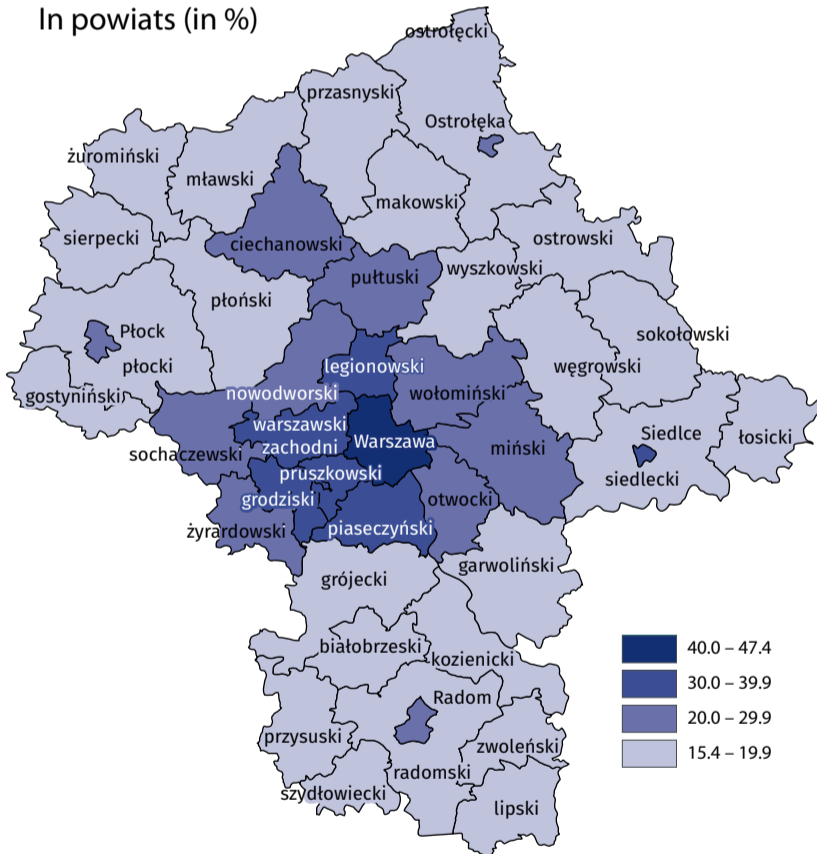 In powiats (in %)
ostrołęcki
przasnyski
Ostrołęka
żuromiński
mławski
makowski
sierpecki
ciechanowski
ostrowski
wyszkowski
pułtuski
płoński
Płock
sokołowski
płocki
legionowski
węgrowski
gostyniński
nowodworski
wołomiński
warszawski
zachodni
Warszawa
Siedlce
łosicki
sochaczewski
miński
pruszkowski
siedlecki
grodziski
otwocki
żyrardowski
piaseczyński
garwoliński
grójecki
białobrzeski
kozienicki
40.0 – 47.4
30.0 – 39.9
Radom
20.0 – 29.9
przysuski
zwoleński
15.4 – 19.9
radomski
szydłowiecki
lipski